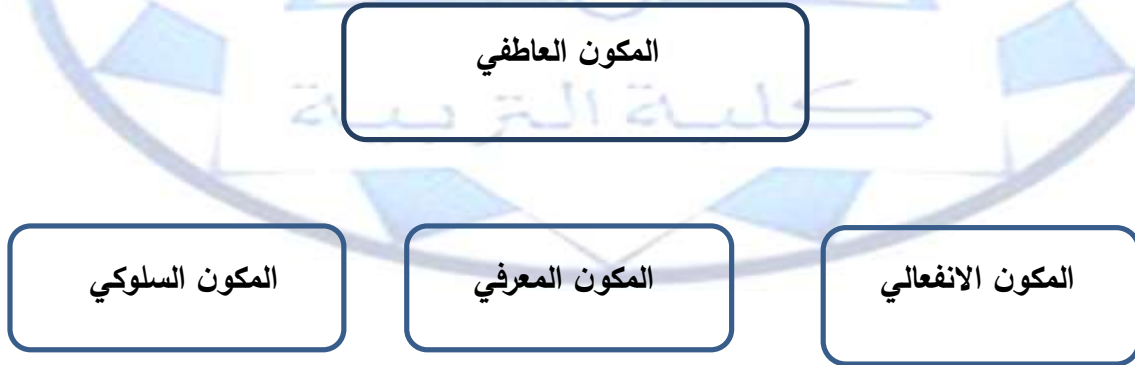 المكون العاطفي
كلية التربية
المكون الانفعالي
المكون المعرفي
المكون السلوكي